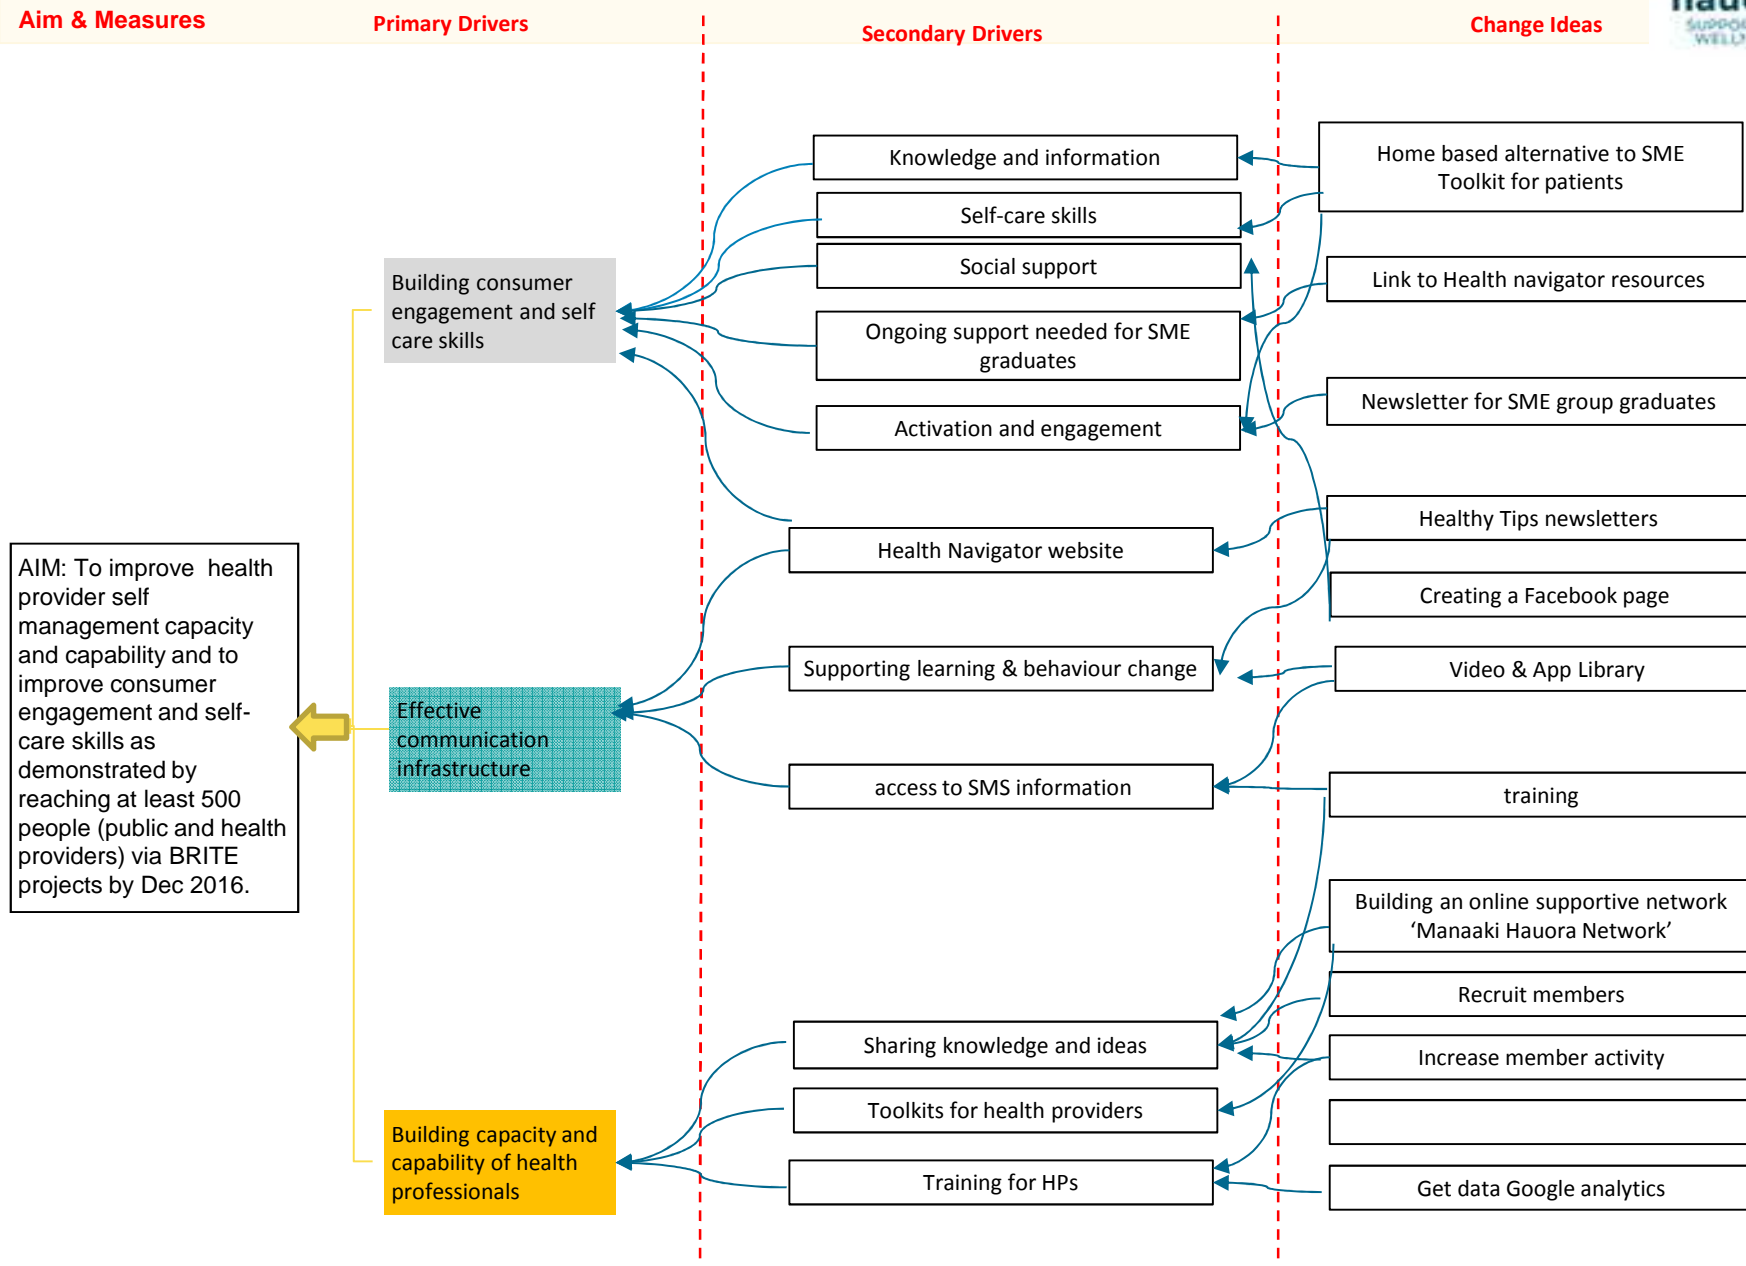 Aim & Measures
Primary Drivers
Secondary Drivers
Change Ideas
SUPPO
WELL
Knowledge and information
Self-care skills
Social support
Ongoing support needed for SME
graduates
Activation and engagement
Health Navigator website
Supporting learning & behaviour change
access to SMS information
Sharing knowledge and ideas
Toolkits for health providers
Training for HPs
Home based alternative to SME
Toolkit for patients
Link to Health navigator resources
Newsletter for SME group graduates
Healthy Tips newsletters
Creating a Facebook page
Video & App Library
training
Building an online supportive network
‘Manaaki Hauora Network’
Recruit members
Increase member activity
Get data Google analytics
Building consumer
engagement and self
care skills
Effective
communication
infrastructure
Building capacity and
capability of health
professionals
AIM: To improve  health
provider self
management capacity
and capability and to
improve consumer
engagement and self-
care skills as
demonstrated by
reaching at least 500
people (public and health
providers) via BRITE
projects by Dec 2016.